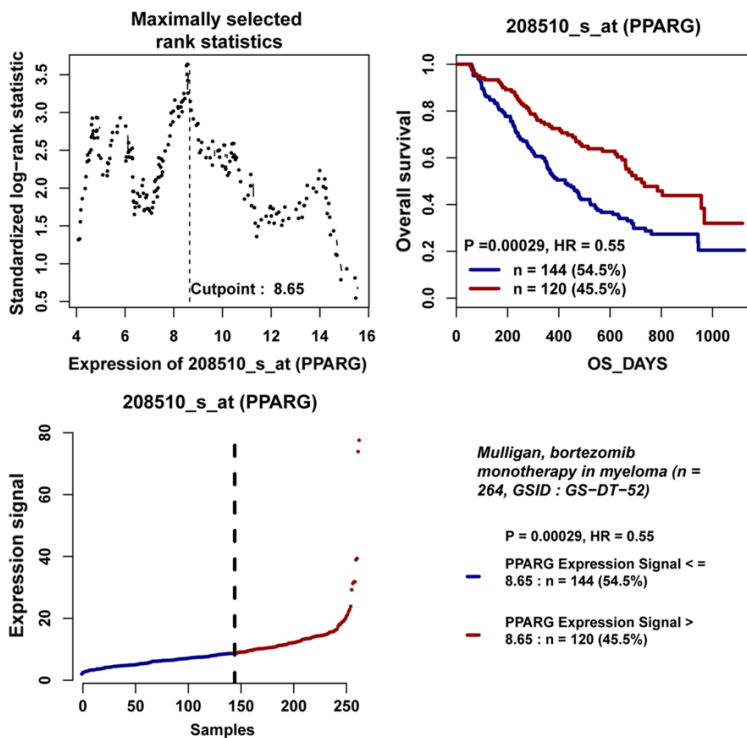 Maximally selected
rank statistics
Standardized log-rank statistic
3.5
3.0
2.5
2.0
1.5
1.0
0.5
Cutpoint : 8.65
4 6 8 10 12 14 16
Expression of 208510_s_at (PPARG)
208510_s_at (PPARG)
Overall survival
1.0
0.8
0.6
0.4
0.2
0.0
P =0.00029, HR = 0.55
n = 144 (54.5%)
n = 120 (45.5%)
0 200 400 600 800 1000
OS_DAYS
208510_s_at (PPARG)
Expression signal
80
60
40
20
0
0 50 100 150 200 250
Samples
Mulligan, bortezomib
monotherapy in myeloma (n =
264, GSID : GS-DT-52)
P = 0.00029, HR = 0.55
PPARG Expression Signal < =
8.65 : n = 144 (54.5%)
PPARG Expression Signal >
8.65 : n = 120 (45.5%)